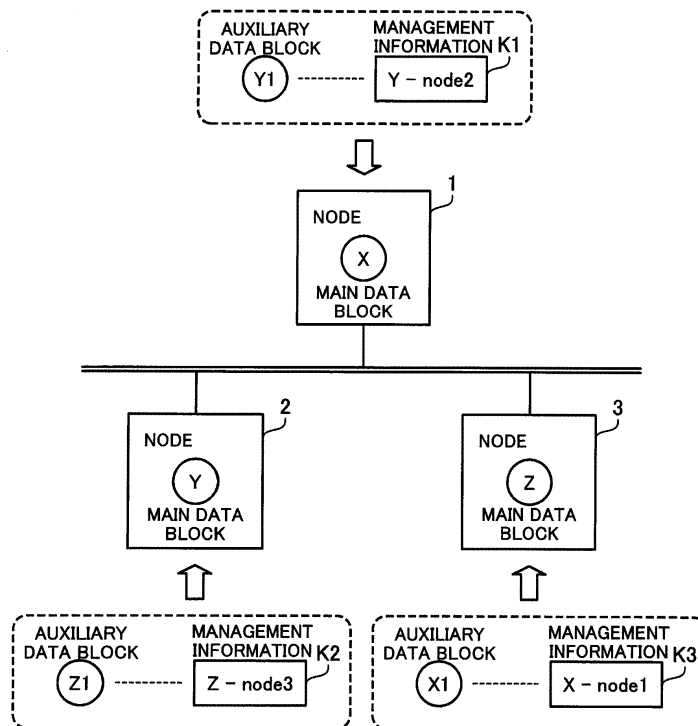 AUXILIARY
DATA BLOCK
MANAGEMENT
INFORMATION K1
Y1
Y - node2
1
NODE
X
MAIN DATA
BLOCK
2
NODE
Y
MAIN DATA
BLOCK
3
NODE
Z
MAIN DATA
BLOCK
AUXILIARY
DATA BLOCK
MANAGEMENT
INFORMATION K2
Z1
Z - node3
AUXILIARY
DATA BLOCK
MANAGEMENT
INFORMATION K3
X1
X - node1